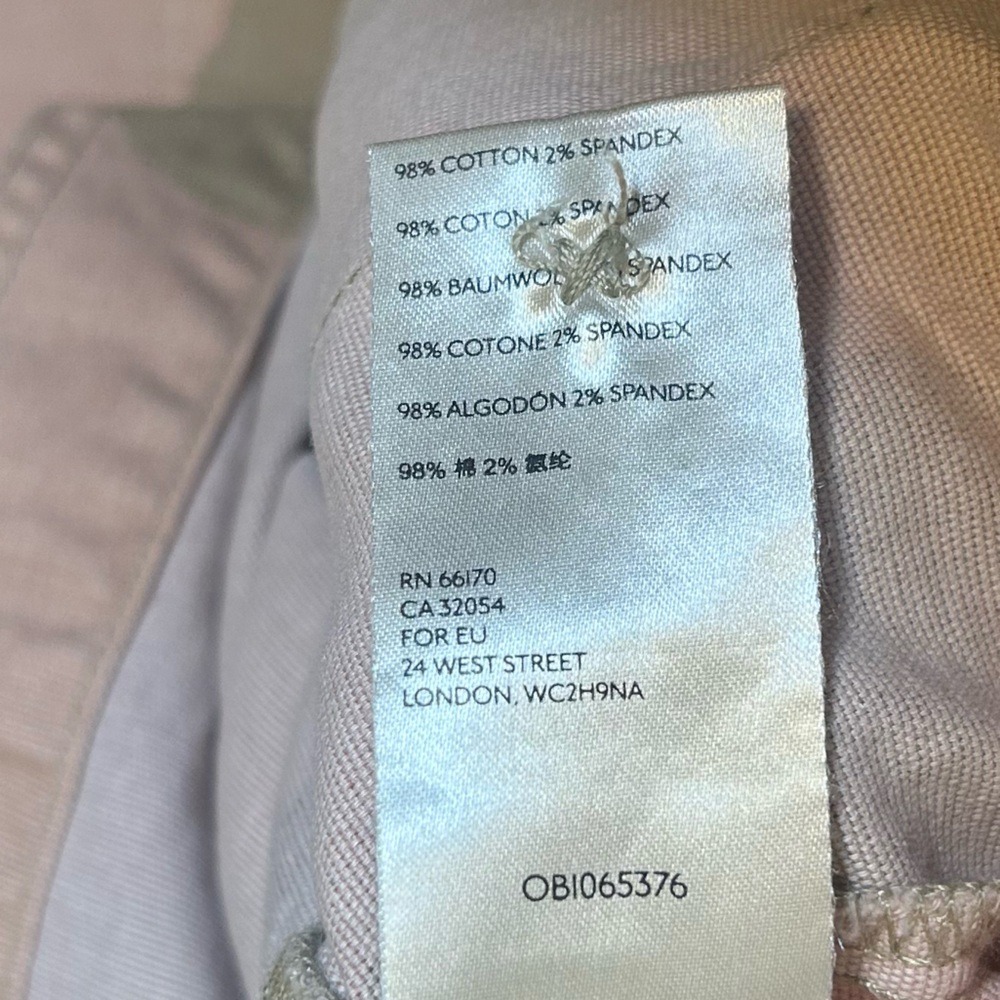 98% COTTON 2% SPANDEX
98% COTON SPANDEX
98% SPANDEX
98% COTONE 2% SPANDEX
98% ALGODÓN 2% SPANDEX
98% 棉 2% 氨纶
RN 66170
CA 32054
FOR EU
24 WEST STREET
LONDON, WC2H9NA
OBI065376